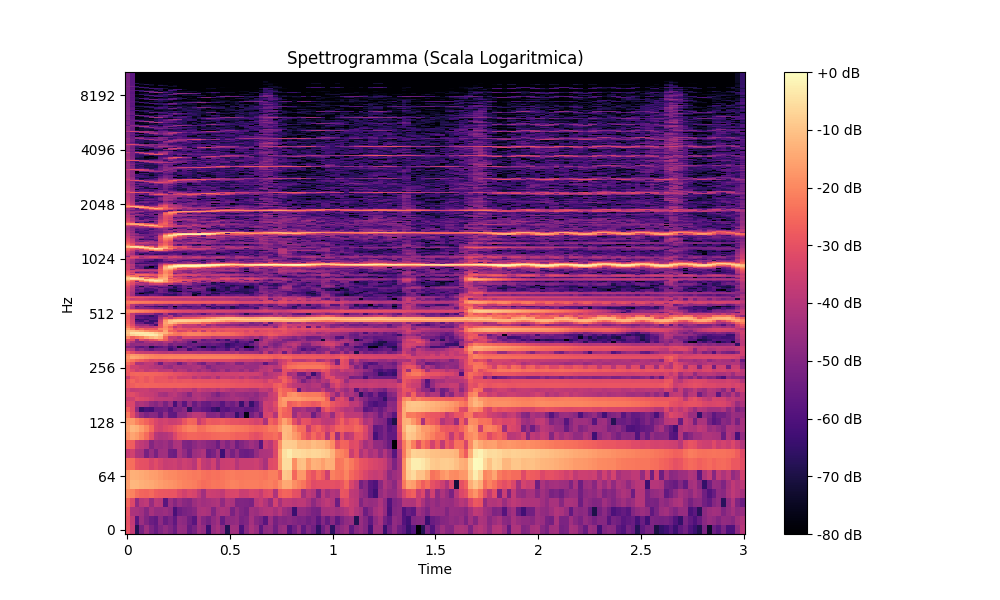 Spettrogramma (Scala Logaritmica)
Hz
8192
4096
2048
1024
512
256
128
64
0
0 0.5 1 1.5 2 2.5 3
Time
+0 dB
-10 dB
-20 dB
-30 dB
-40 dB
-50 dB
-60 dB
-70 dB
-80 dB